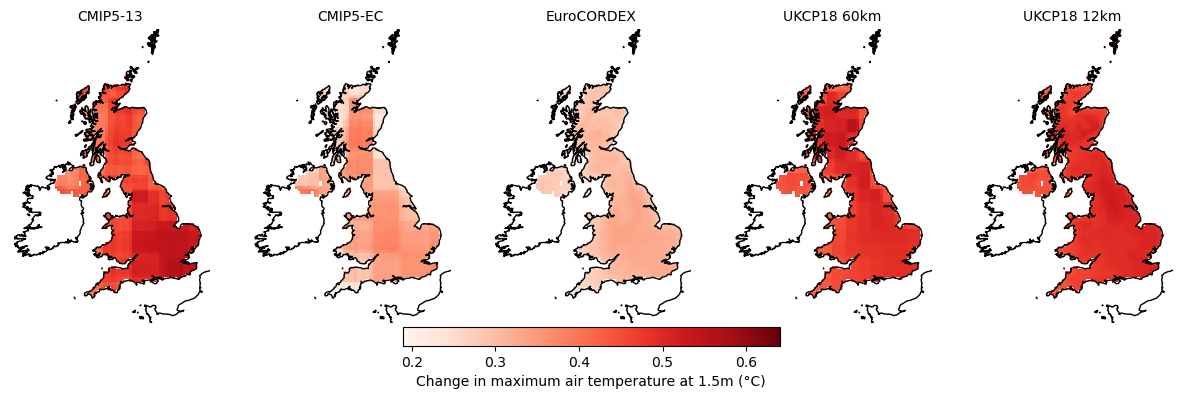 CMIP5-13 CMIP5-EC EuroCORDEX UKCP18 60km UKCP18 12km
0.2 0.3 0.4 0.5 0.6
Change in maximum air temperature at 1.5m (°C)